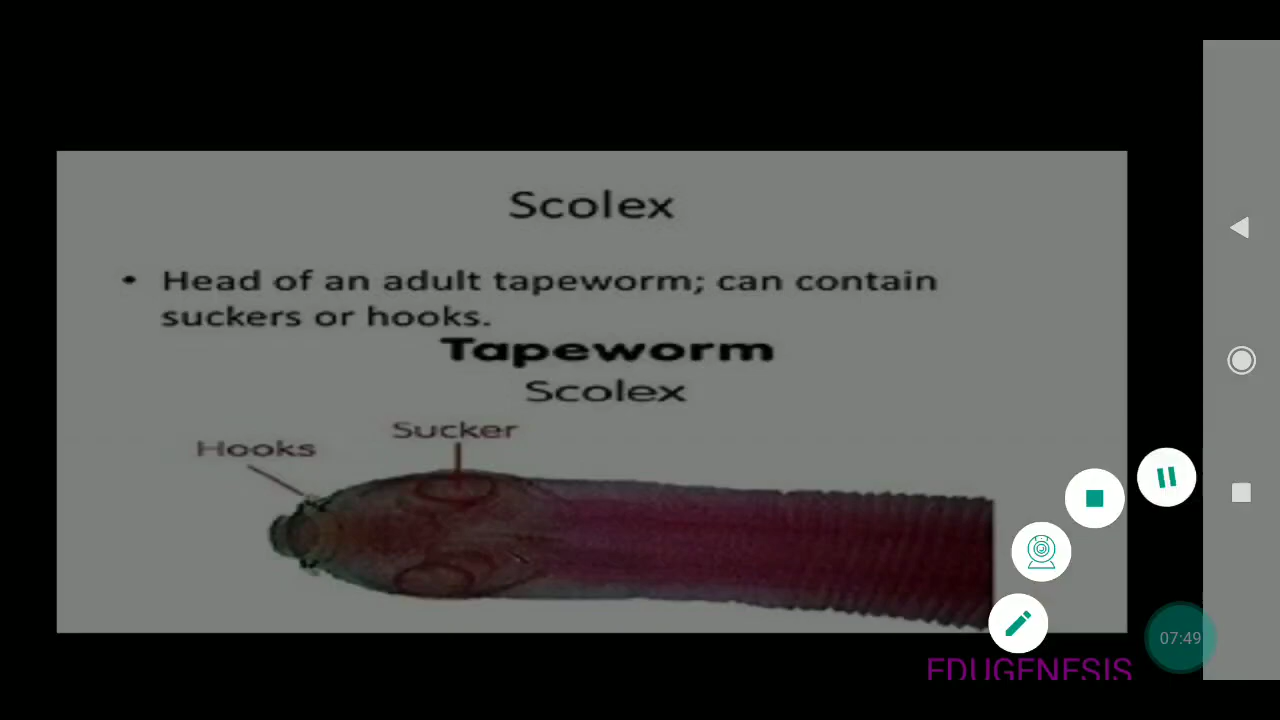 Scolex
• Head of an adult tapeworm; can contain
suckers or hooks.
Tapeworm
Scolex
Sucker
Hooks
07:49
EDUGENESIS